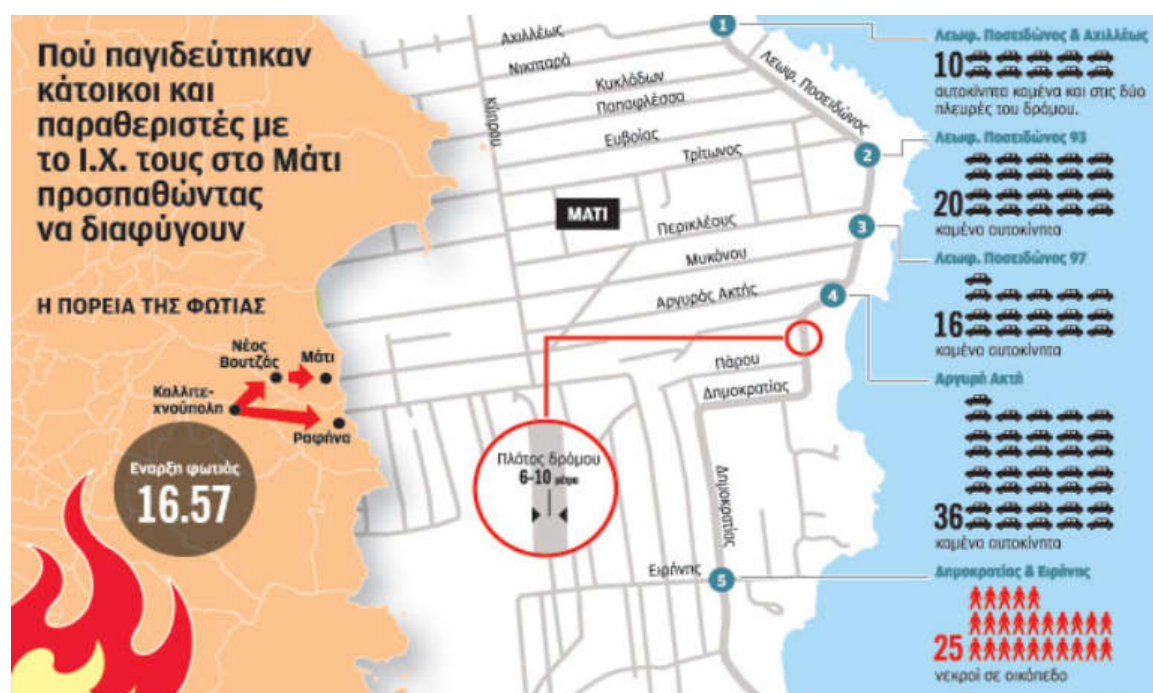 Πού παγιδεύτηκαν
κάτοικοι και
παραθεριστές με
το Ι.Χ. τους στο Μάτι
προσπαθώντας
να διαφύγουν
Η ΠΟΡΕΙΑ ΤΗΣ ΦΩΤΙΑΣ
Νέος
Βουτζάς
Μάτι
Καλλιτε-
χνούπολη
Ραφήνα
Εναρξη φωτιάς
16.57
Αχιλλέως
Νικηταρά
Κυκλάδων
Παπαφλέσσα
Ευβοίας
Τρίτωνος
Κύπρου
Λεωφ. Ποσειδώνος
ΜΑΤΙ
Περικλέους
Μυκόνου
Αργυράς Ακτής
Πάρου
Δημοκρατίας
Πλάτος δρόμου
6-10 μέτρα
Δημοκρατίας
Ειρήνης
1
2
3
4
5
Λεωφ. Ποσειδώνος & Αχιλλέως
10
αυτοκίνητα καμένα και στις δύο
πλευρές του δρόμου.
Λεωφ. Ποσειδώνος 93
20
καμένα αυτοκίνητα
Λεωφ. Ποσειδώνος 97
16
καμένα αυτοκίνητα
Αργυρή Ακτή
36
καμένα αυτοκίνητα
Δημοκρατίας & Ειρήνης
25
νεκροί σε οικόπεδο